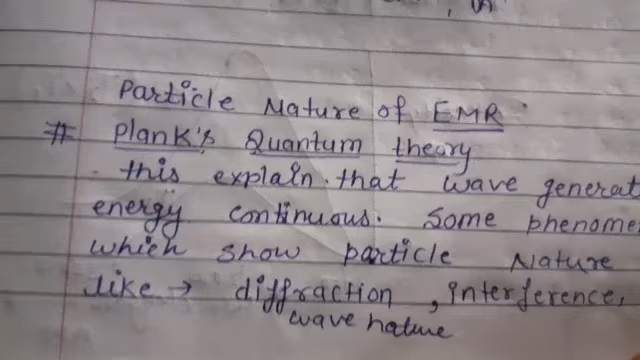 Particle Nature of EMR
# Plank's Quantum theory
this explain that wave generat
energy continuous. Some phenome
which show particle Nature
like → diffraction, interference,
wave nature